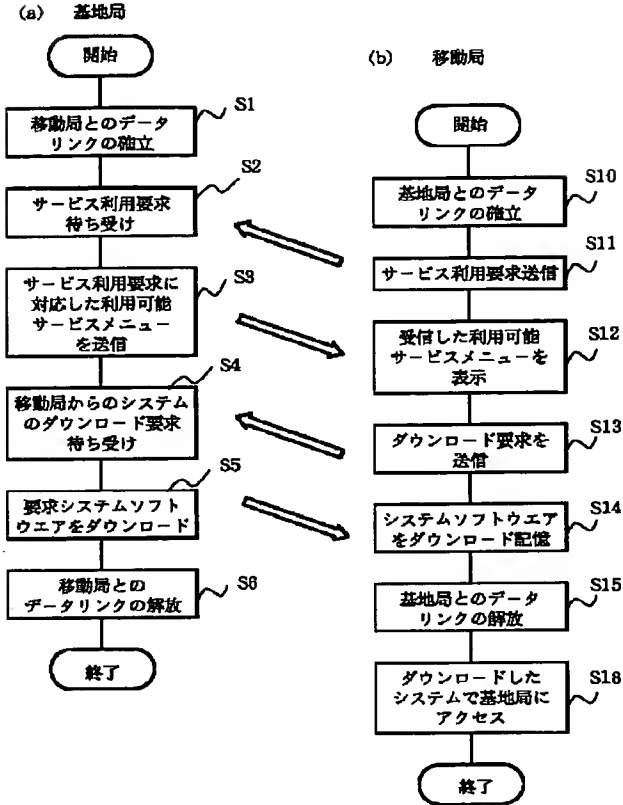 (a) 基地局
開始
S1
移動局とのデータ
リンクの確立
S2
サービス利用要求
待ち受け
S3
サービス利用要求に
対応した利用可能
サービスメニュー
を送信
S4
移動局からのシステム
のダウンロード要求
待ち受け
S5
要求システムソフト
ウエアをダウンロード
S6
移動局との
データリンクの解放
終了
(b) 移動局
開始
S10
基地局とのデータ
リンクの確立
S11
サービス利用要求送信
S12
受信した利用可能
サービスメニューを
表示
S13
ダウンロード要求を
送信
S14
システムソフトウエア
をダウンロード記憶
S15
基地局とのデータ
リンクの解放
S16
ダウンロードした
システムで基地局に
アクセス
終了